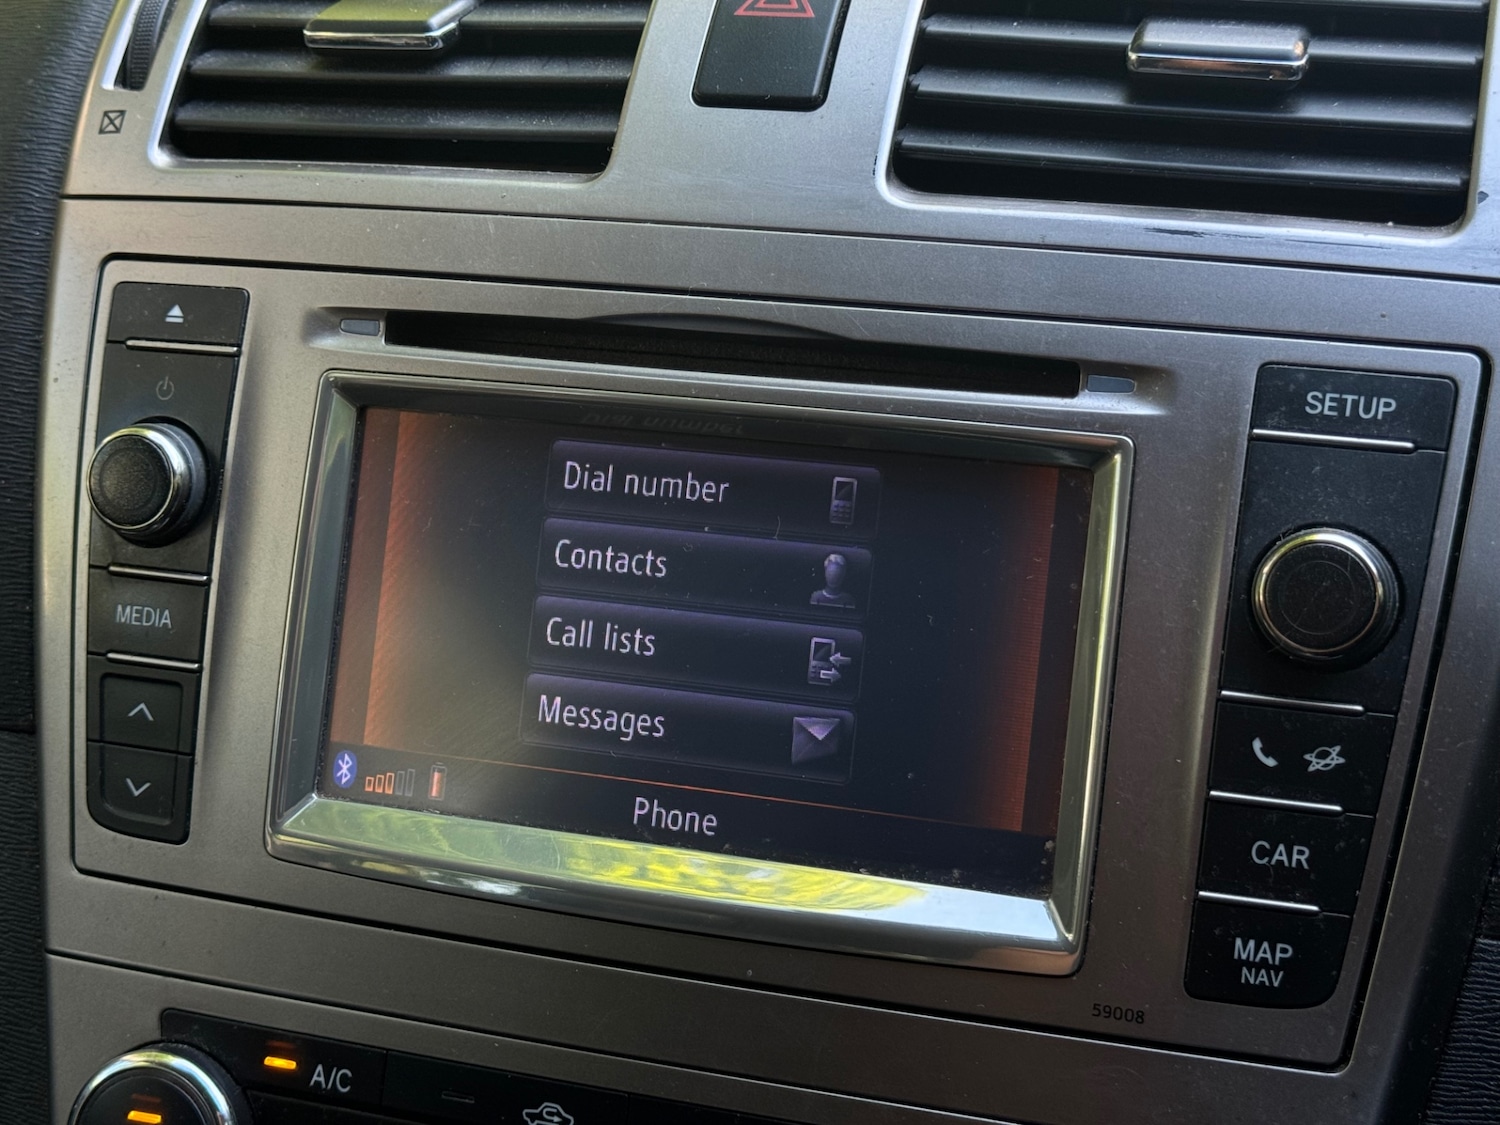 SETUP
Dial number
Contacts
Call lists
Messages
Phone
MEDIA
CAR
MAP
NAV
59008
A/C